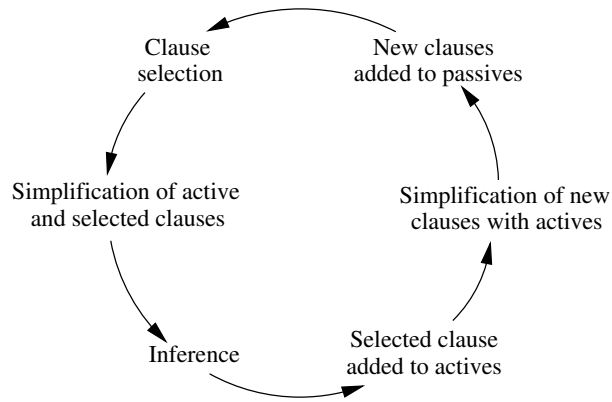 Clause
selection
New clauses
added to passives
Simplification of active
and selected clauses
Simplification of new
clauses with actives
Inference
Selected clause
added to actives